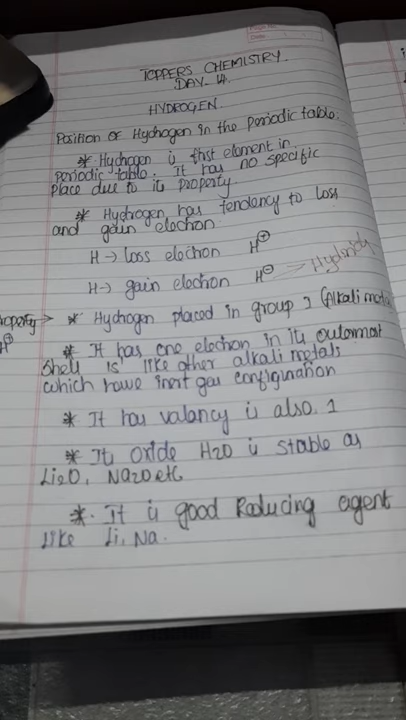 Page No.
Date
TOPPERS CHEMISTRY.
DAY-4.
HYDROGEN.
Position of Hydrogen in the periodic table:
* Hydrogen is first element in
periodic table. It has no specific
place due to its property
* Hydrogen has tendency to loss
and gain electron
H → loss electron H⊕
H → gain electron H⊖ Hydride
Property → * Hydrogen placed in group 1 (Alkali metal
H⊕
* It has one electron in its outermost
shell is like other alkali metals
which have inert gas configuration
* It has valancy is also. 1
* Its oxide H2O is stable as
Li2O, Na2O etc
*. It is good Reducing agent
like Li, Na.